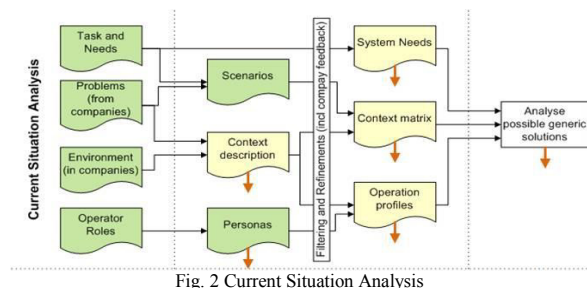 Current Situation Analysis
Task and
Needs
Problems
(from
companies)
Environment
(in companies)
Operator
Roles
Scenarios
Context
description
Personas
Filtering and Refinements (incl compay feedback)
System Needs
Context matrix
Operation
profiles
Analyse
possible generic
solutions
Fig. 2 Current Situation Analysis